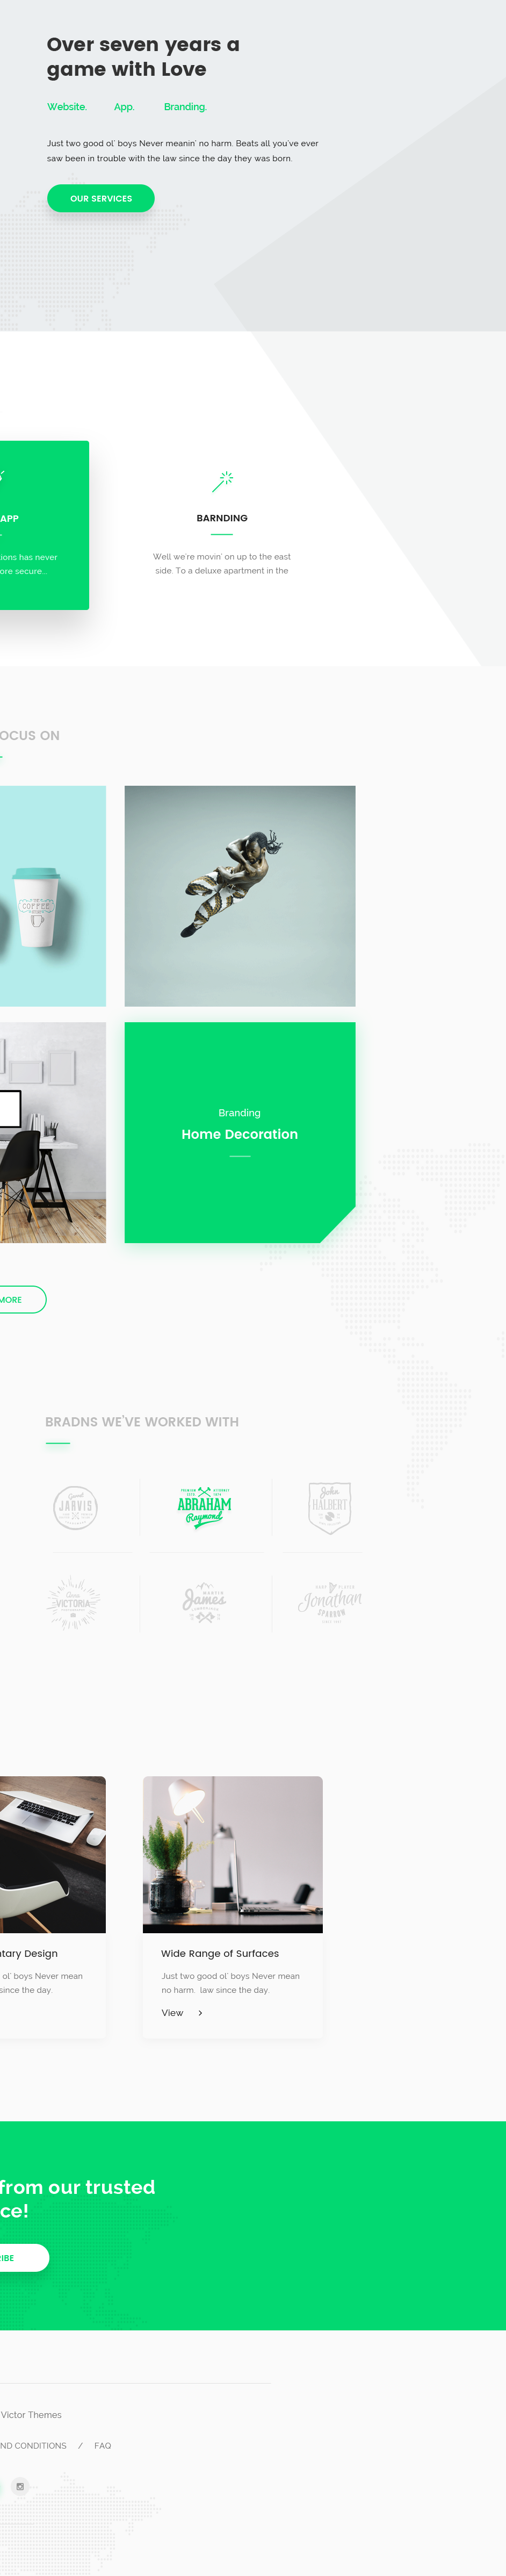 Over seven years a
game with Love
Website. App. Branding.
Just two good ol' boys Never meanin' no harm. Beats all you've ever
saw been in trouble with the law since the day they was born.
OUR SERVICES
APP
ions has never
ore secure...
BARNDING
Well we're movin' on up to the east
side. To a deluxe apartment in the
OCUS ON
COFFEE
Branding
Home Decoration
MORE
BRADNS WE'VE WORKED WITH
JARVIS
ABRAHAM
Raymond
John
HALBERT
VICTORIA
James
Jonathan
SPARROW
ntary Design
ol' boys Never mean
since the day.
Wide Range of Surfaces
Just two good ol' boys Never mean
no harm. law since the day.
View
from our trusted
ce!
IBE
Victor Themes
ND CONDITIONS / FAQ